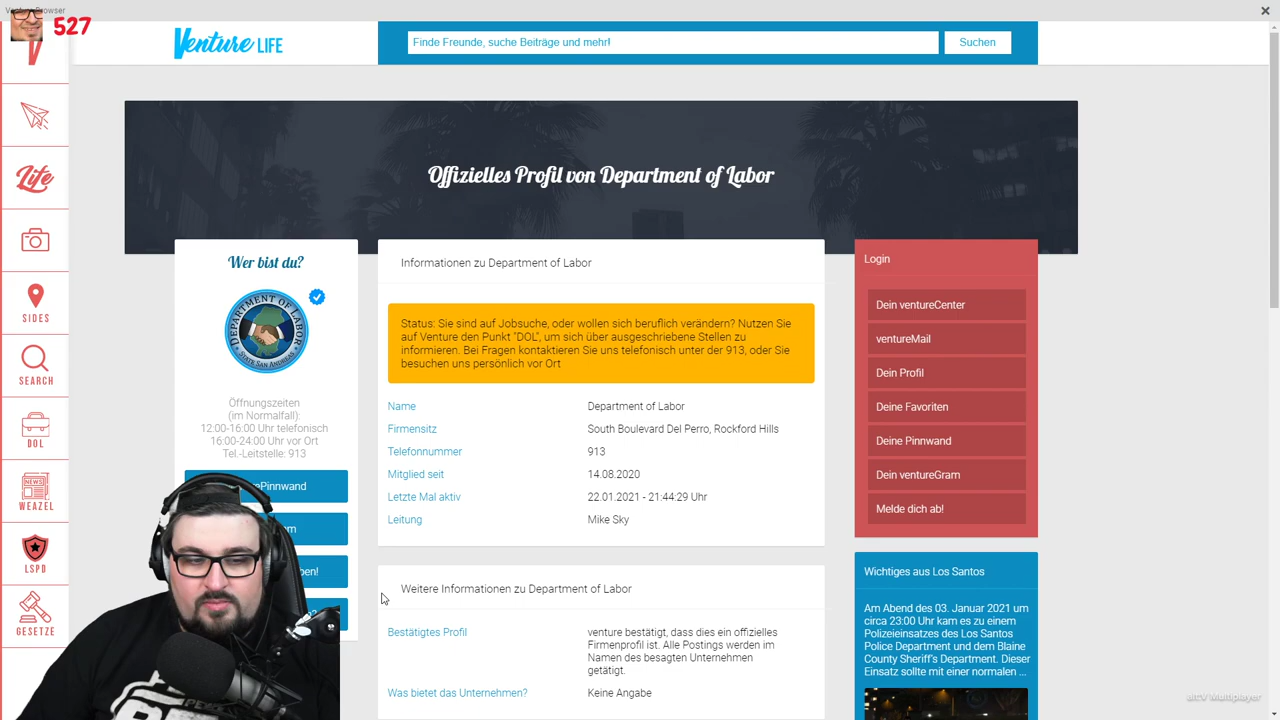 Browser
527
Venture LIFE
Finde Freunde, suche Beiträge und mehr!
Suchen
Life
SIDES
SEARCH
DOL
NEWS
WEAZEL
LSPD
GESETZE
Offizielles Profil von Department of Labor
Wer bist du?
DEPARTMENT OF LABOR
STATE SAN ANDREAS
Öffnungszeiten
(im Normalfall):
12:00-16:00 Uhr telefonisch
16:00-24:00 Uhr vor Ort
Tel.-Leitstelle: 913
Pinnwand
Informationen zu Department of Labor
Status: Sie sind auf Jobsuche, oder wollen sich beruflich verändern? Nutzen Sie
auf Venture den Punkt "DOL", um sich über ausgeschriebene Stellen zu
informieren. Bei Fragen kontaktieren Sie uns telefonisch unter der 913, oder Sie
besuchen uns persönlich vor Ort
Name Department of Labor
Firmensitz South Boulevard Del Perro, Rockford Hills
Telefonnummer 913
Mitglied seit 14.08.2020
Letzte Mal aktiv 22.01.2021 - 21:44:29 Uhr
Leitung Mike Sky
Weitere Informationen zu Department of Labor
Bestätigtes Profil venture bestätigt, dass dies ein offizielles
Firmenprofil ist. Alle Postings werden im
Namen des besagten Unternehmen
getätigt.
Was bietet das Unternehmen? Keine Angabe
Login
Dein ventureCenter
ventureMail
Dein Profil
Deine Favoriten
Deine Pinnwand
Dein ventureGram
Melde dich ab!
Wichtiges aus Los Santos
Am Abend des 03. Januar 2021 um
circa 23:00 Uhr kam es zu einem
Polizeieinsatzes des Los Santos
Police Department und dem Blaine
County Sheriff's Department. Dieser
Einsatz sollte mit einer normalen ...
alt:V Multiplayer